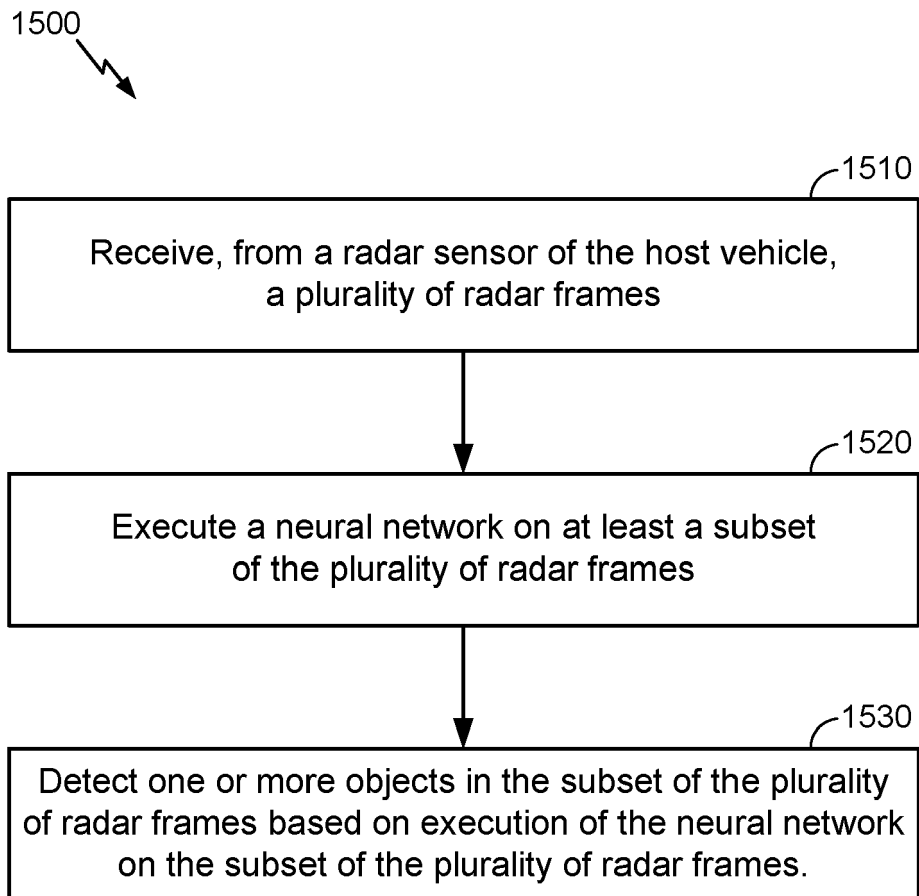 1500
1510
Receive, from a radar sensor of the host vehicle,
a plurality of radar frames
1520
Execute a neural network on at least a subset
of the plurality of radar frames
1530
Detect one or more objects in the subset of the plurality
of radar frames based on execution of the neural network
on the subset of the plurality of radar frames.